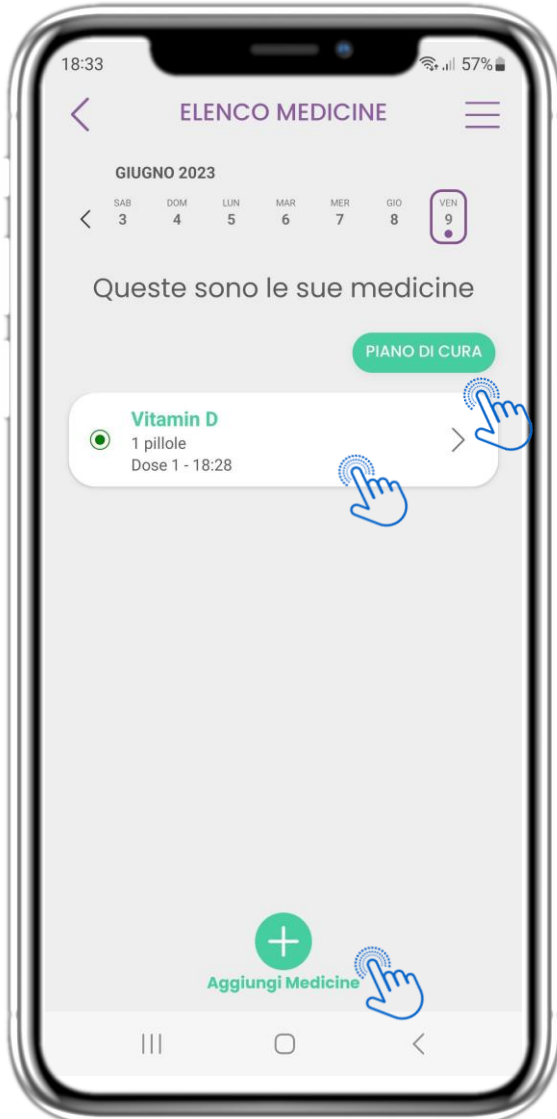 18:33 57%
ELENCO MEDICINE
GIUGNO 2023
SAB DOM LUN MAR MER GIO VEN
3 4 5 6 7 8 9
Queste sono le sue medicine
PIANO DI CURA
Vitamin D
1 pillole
Dose 1 - 18:28
Aggiungi Medicine